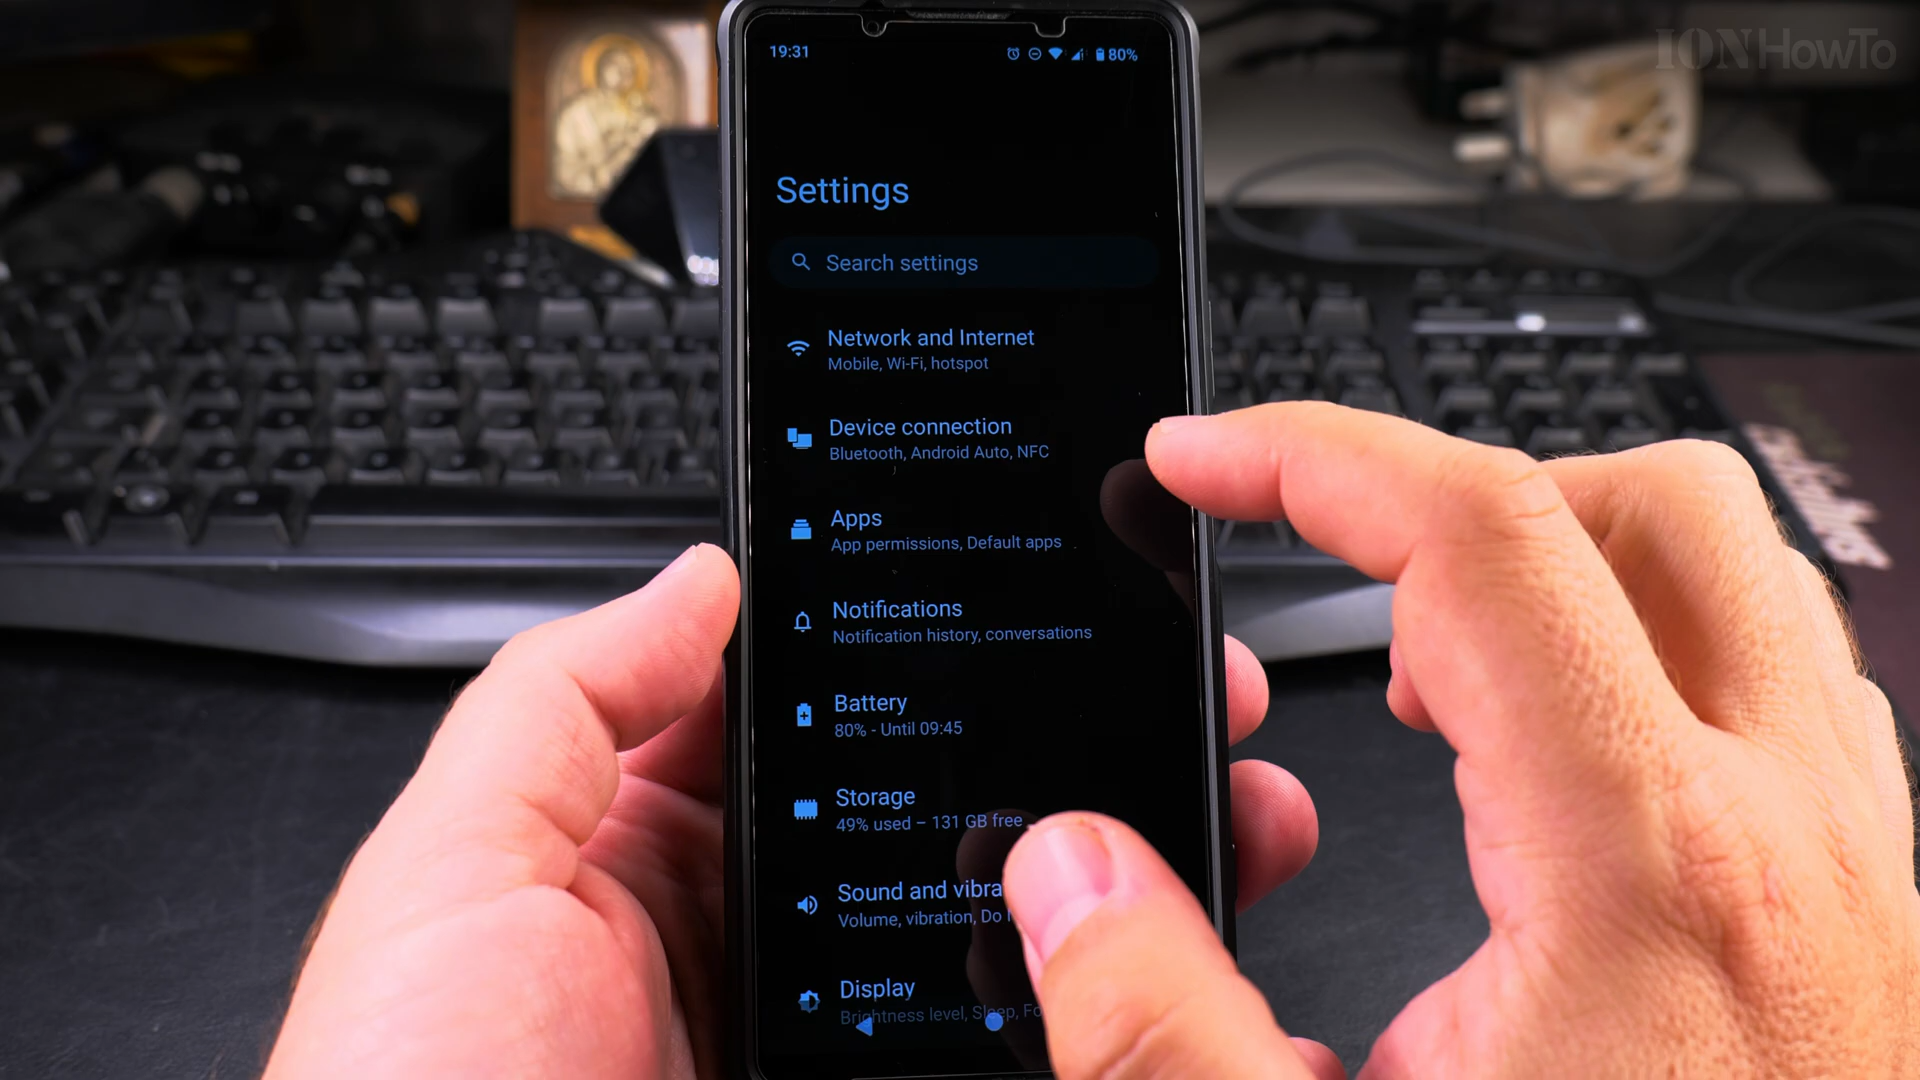 IONHowTo
19:31
80%
Settings
Search settings
Network and Internet
Mobile, Wi-Fi, hotspot
Device connection
Bluetooth, Android Auto, NFC
Apps
App permissions, Default apps
Notifications
Notification history, conversations
Battery
80% - Until 09:45
Storage
49% used – 131 GB free
Sound and vibra
Volume, vibration, Do
Display
Brightness level, Sleep, Fo